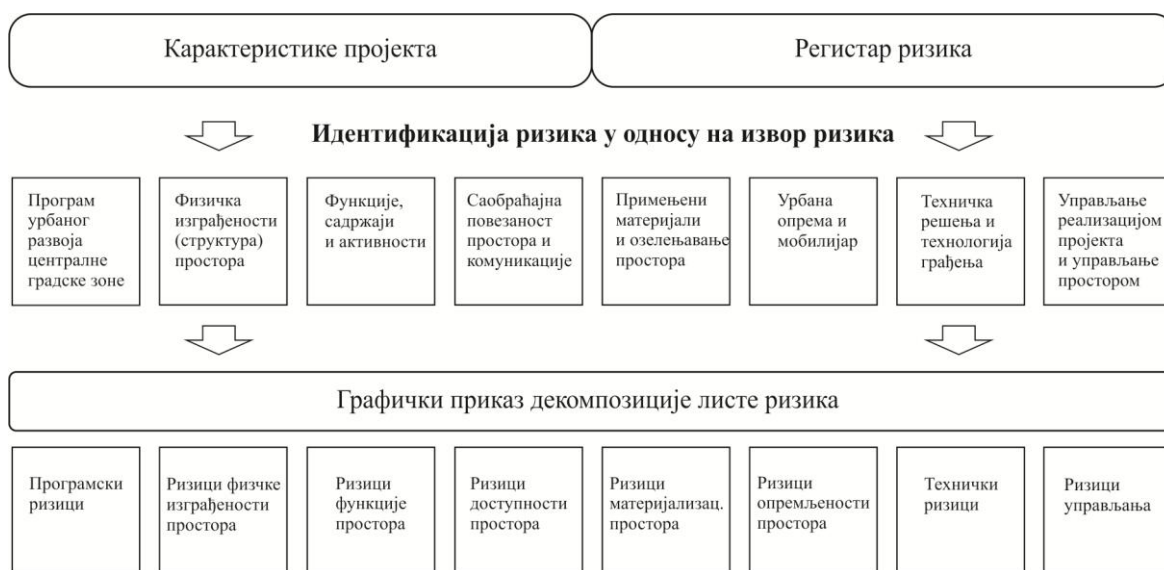 Карактеристике пројекта
Регистар ризика
Идентификација ризика у односу на извор ризика
Програм
урбаног
развоја
централне
градске зоне
Физичка
изграђености
(структура)
простора
Функције,
садржаји
и активности
Саобраћајна
повезаност
простора и
комуникације
Примењени
материјали
и озелењавање
простора
Урбана
опрема и
мобилијар
Техничка
решења и
технологија
грађења
Управљање
реализацијом
пројекта
и управљање
простором
Графички приказ декомпозиције листе ризика
Програмски
ризици
Ризици физчке
изграђености
простора
Ризици
функције
простора
Ризици
доступности
простора
Ризици
материјализац.
простора
Ризици
опремљености
простора
Технички
ризици
Ризици
управљања